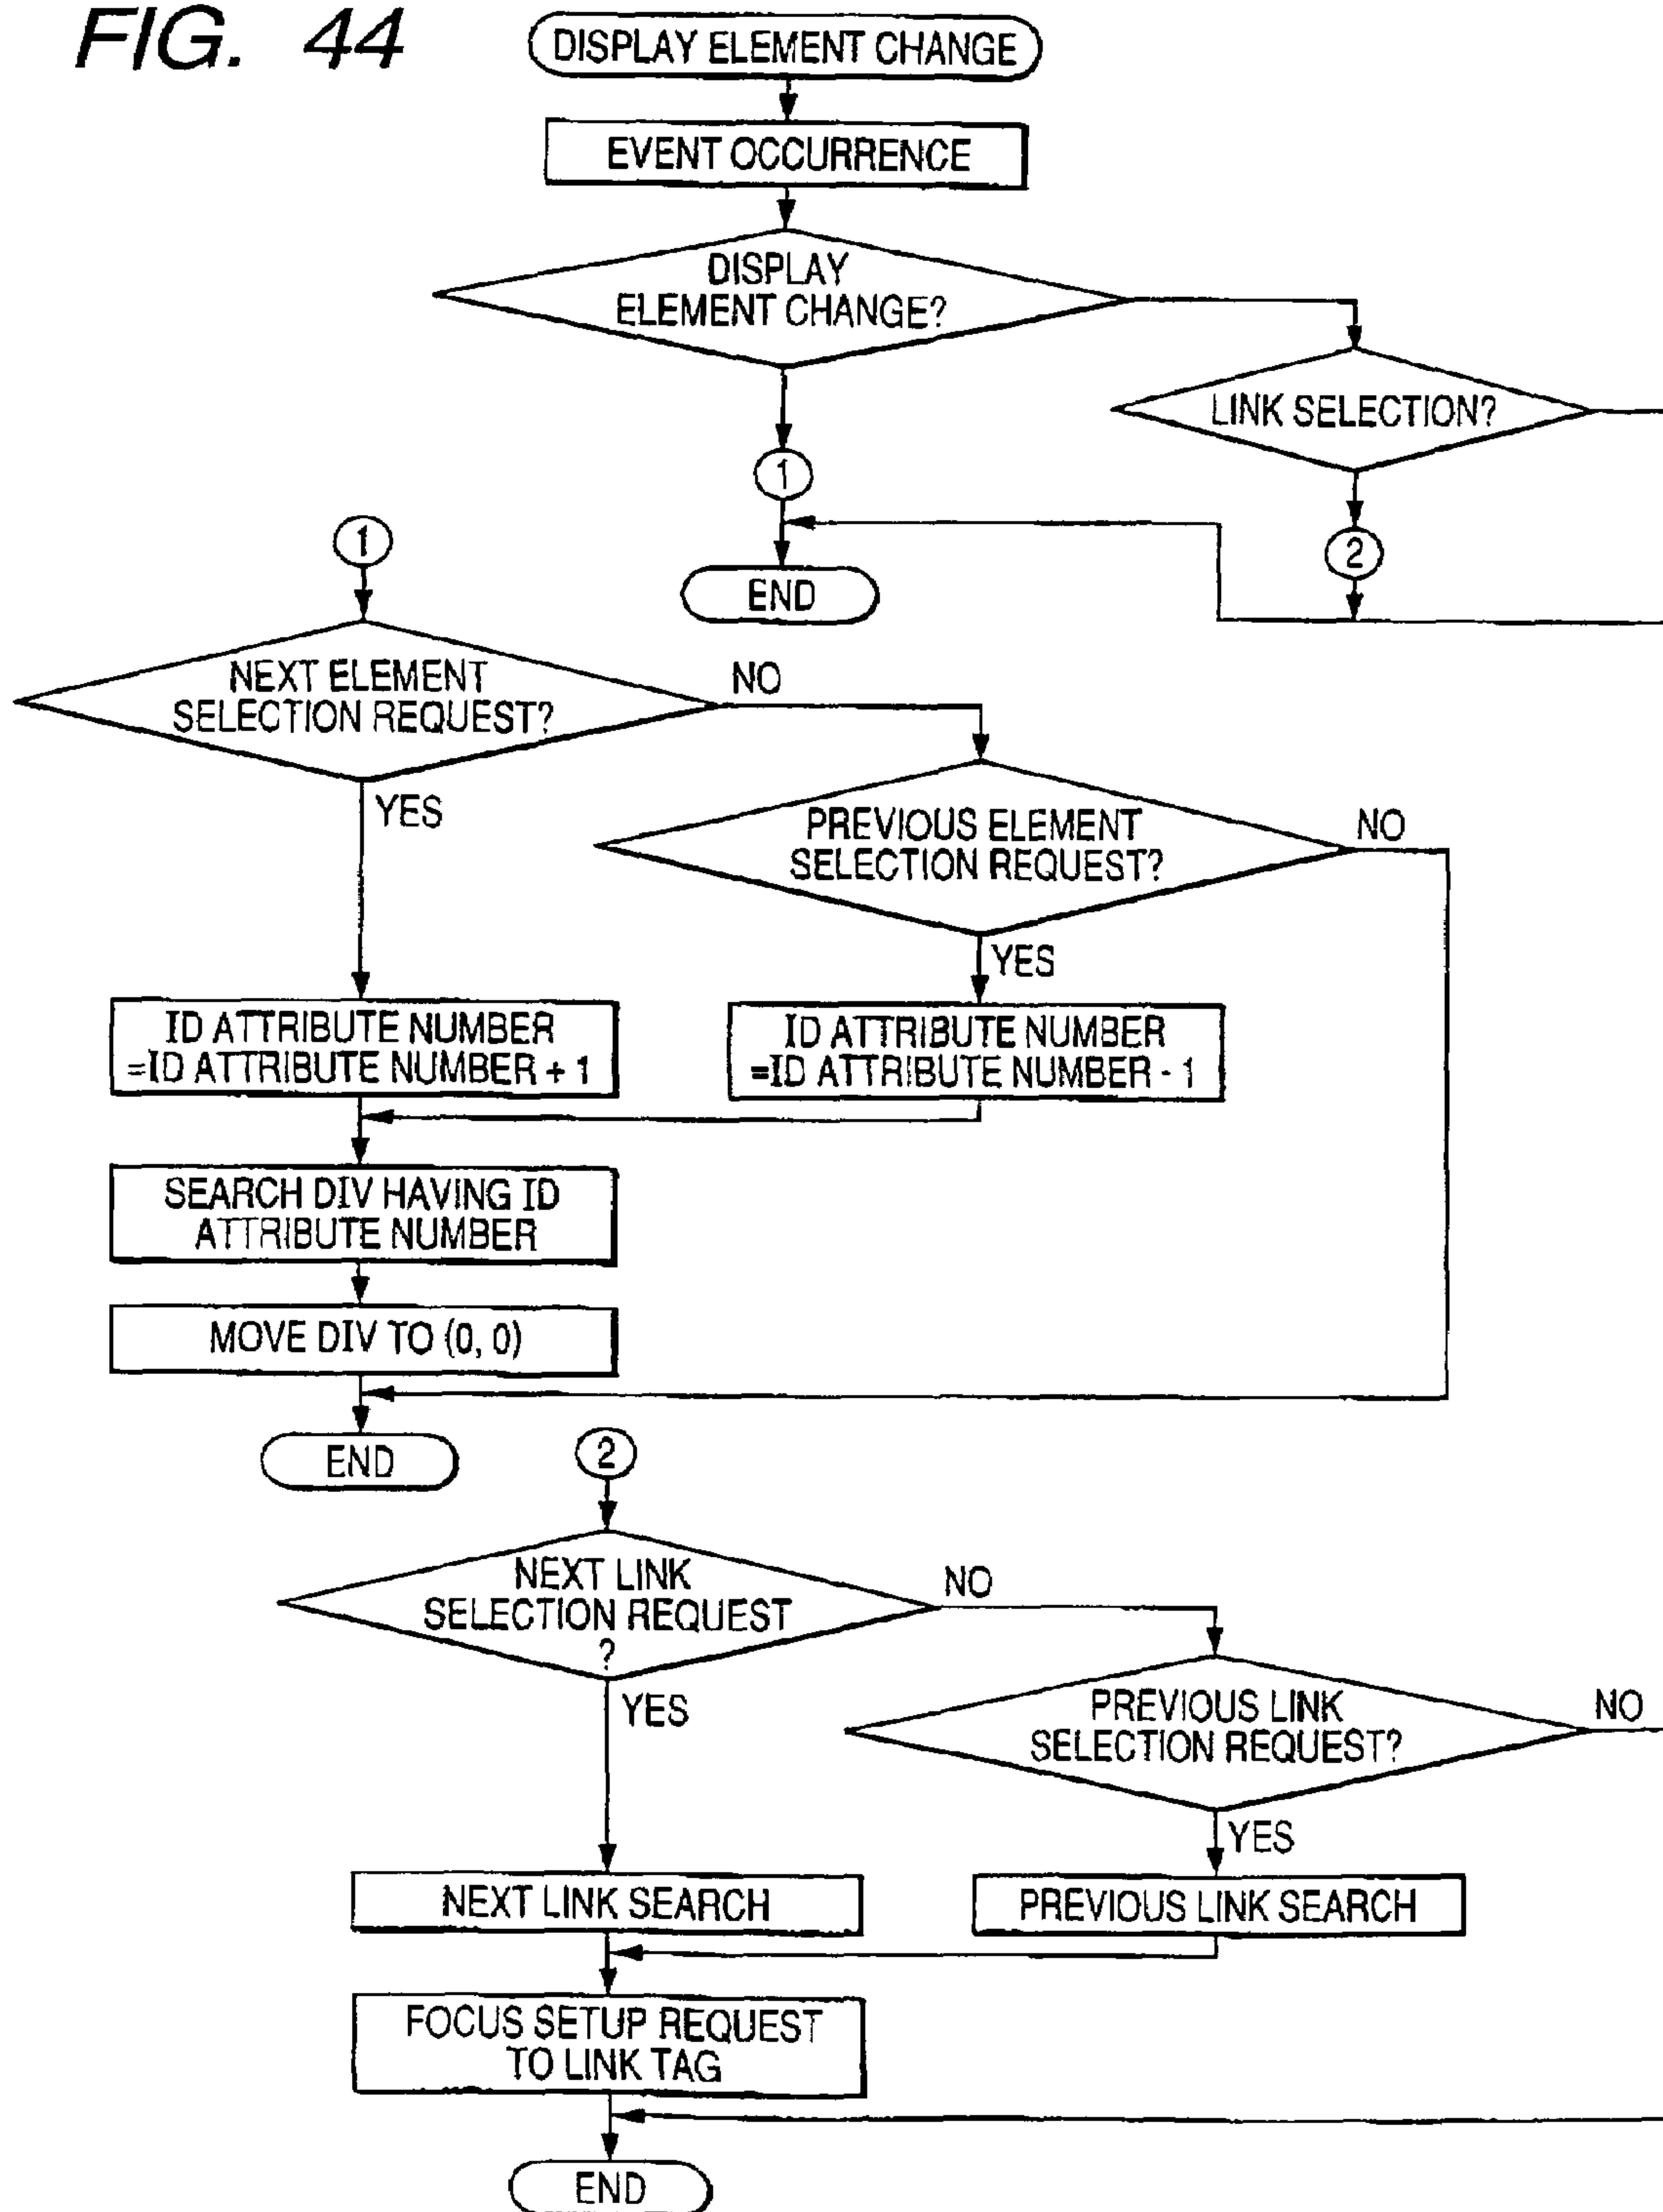 FIG. 44
DISPLAY ELEMENT CHANGE
EVENT OCCURRENCE
DISPLAY
ELEMENT CHANGE?
LINK SELECTION?
1
2
END
1
NEXT ELEMENT
SELECTION REQUEST?
NO
YES
PREVIOUS ELEMENT
SELECTION REQUEST?
NO
YES
ID ATTRIBUTE NUMBER
=ID ATTRIBUTE NUMBER + 1
ID ATTRIBUTE NUMBER
=ID ATTRIBUTE NUMBER - 1
SEARCH DIV HAVING ID
ATTRIBUTE NUMBER
MOVE DIV TO (0, 0)
END
2
NEXT LINK
SELECTION REQUEST
?
NO
YES
PREVIOUS LINK
SELECTION REQUEST?
NO
YES
NEXT LINK SEARCH
PREVIOUS LINK SEARCH
FOCUS SETUP REQUEST
TO LINK TAG
END